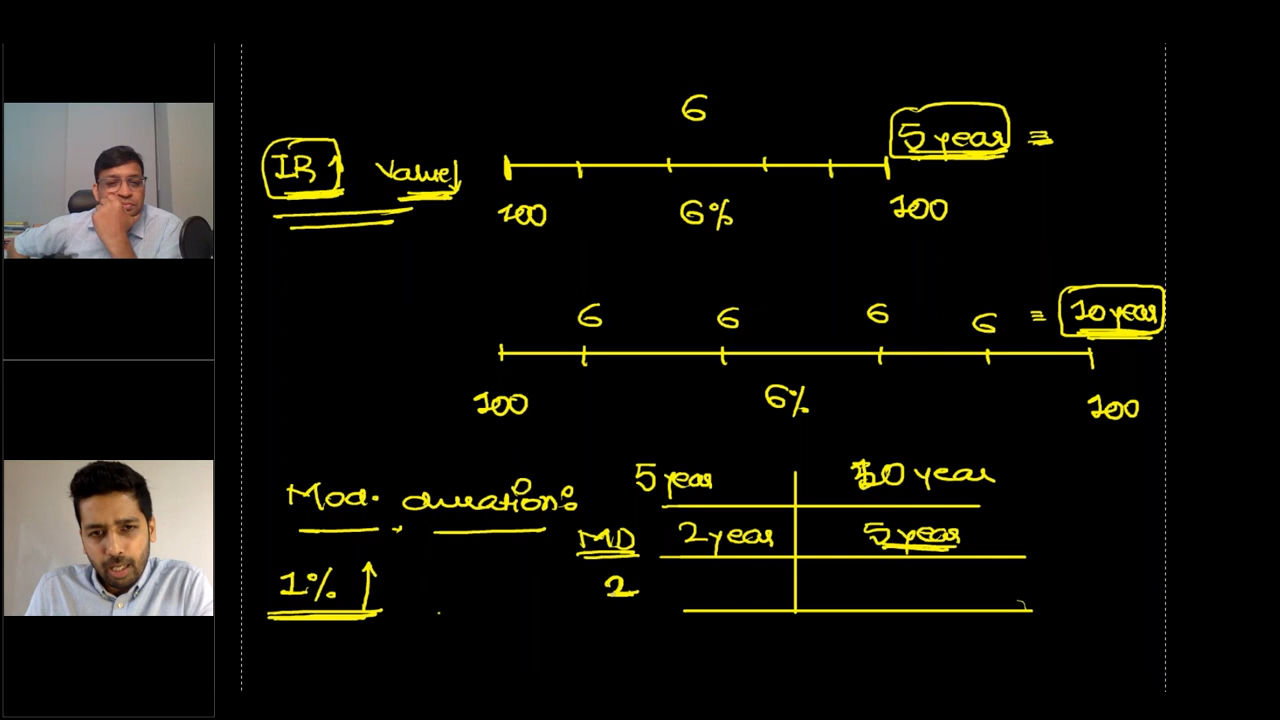 6
5 year =
IR ↑ Value ↓
100 6% 100
6 6 6 6 = 10 year
100 6% 100
5 year 10 year
Mod. duration:
MD 2 year 5 year
1% ↑ 2